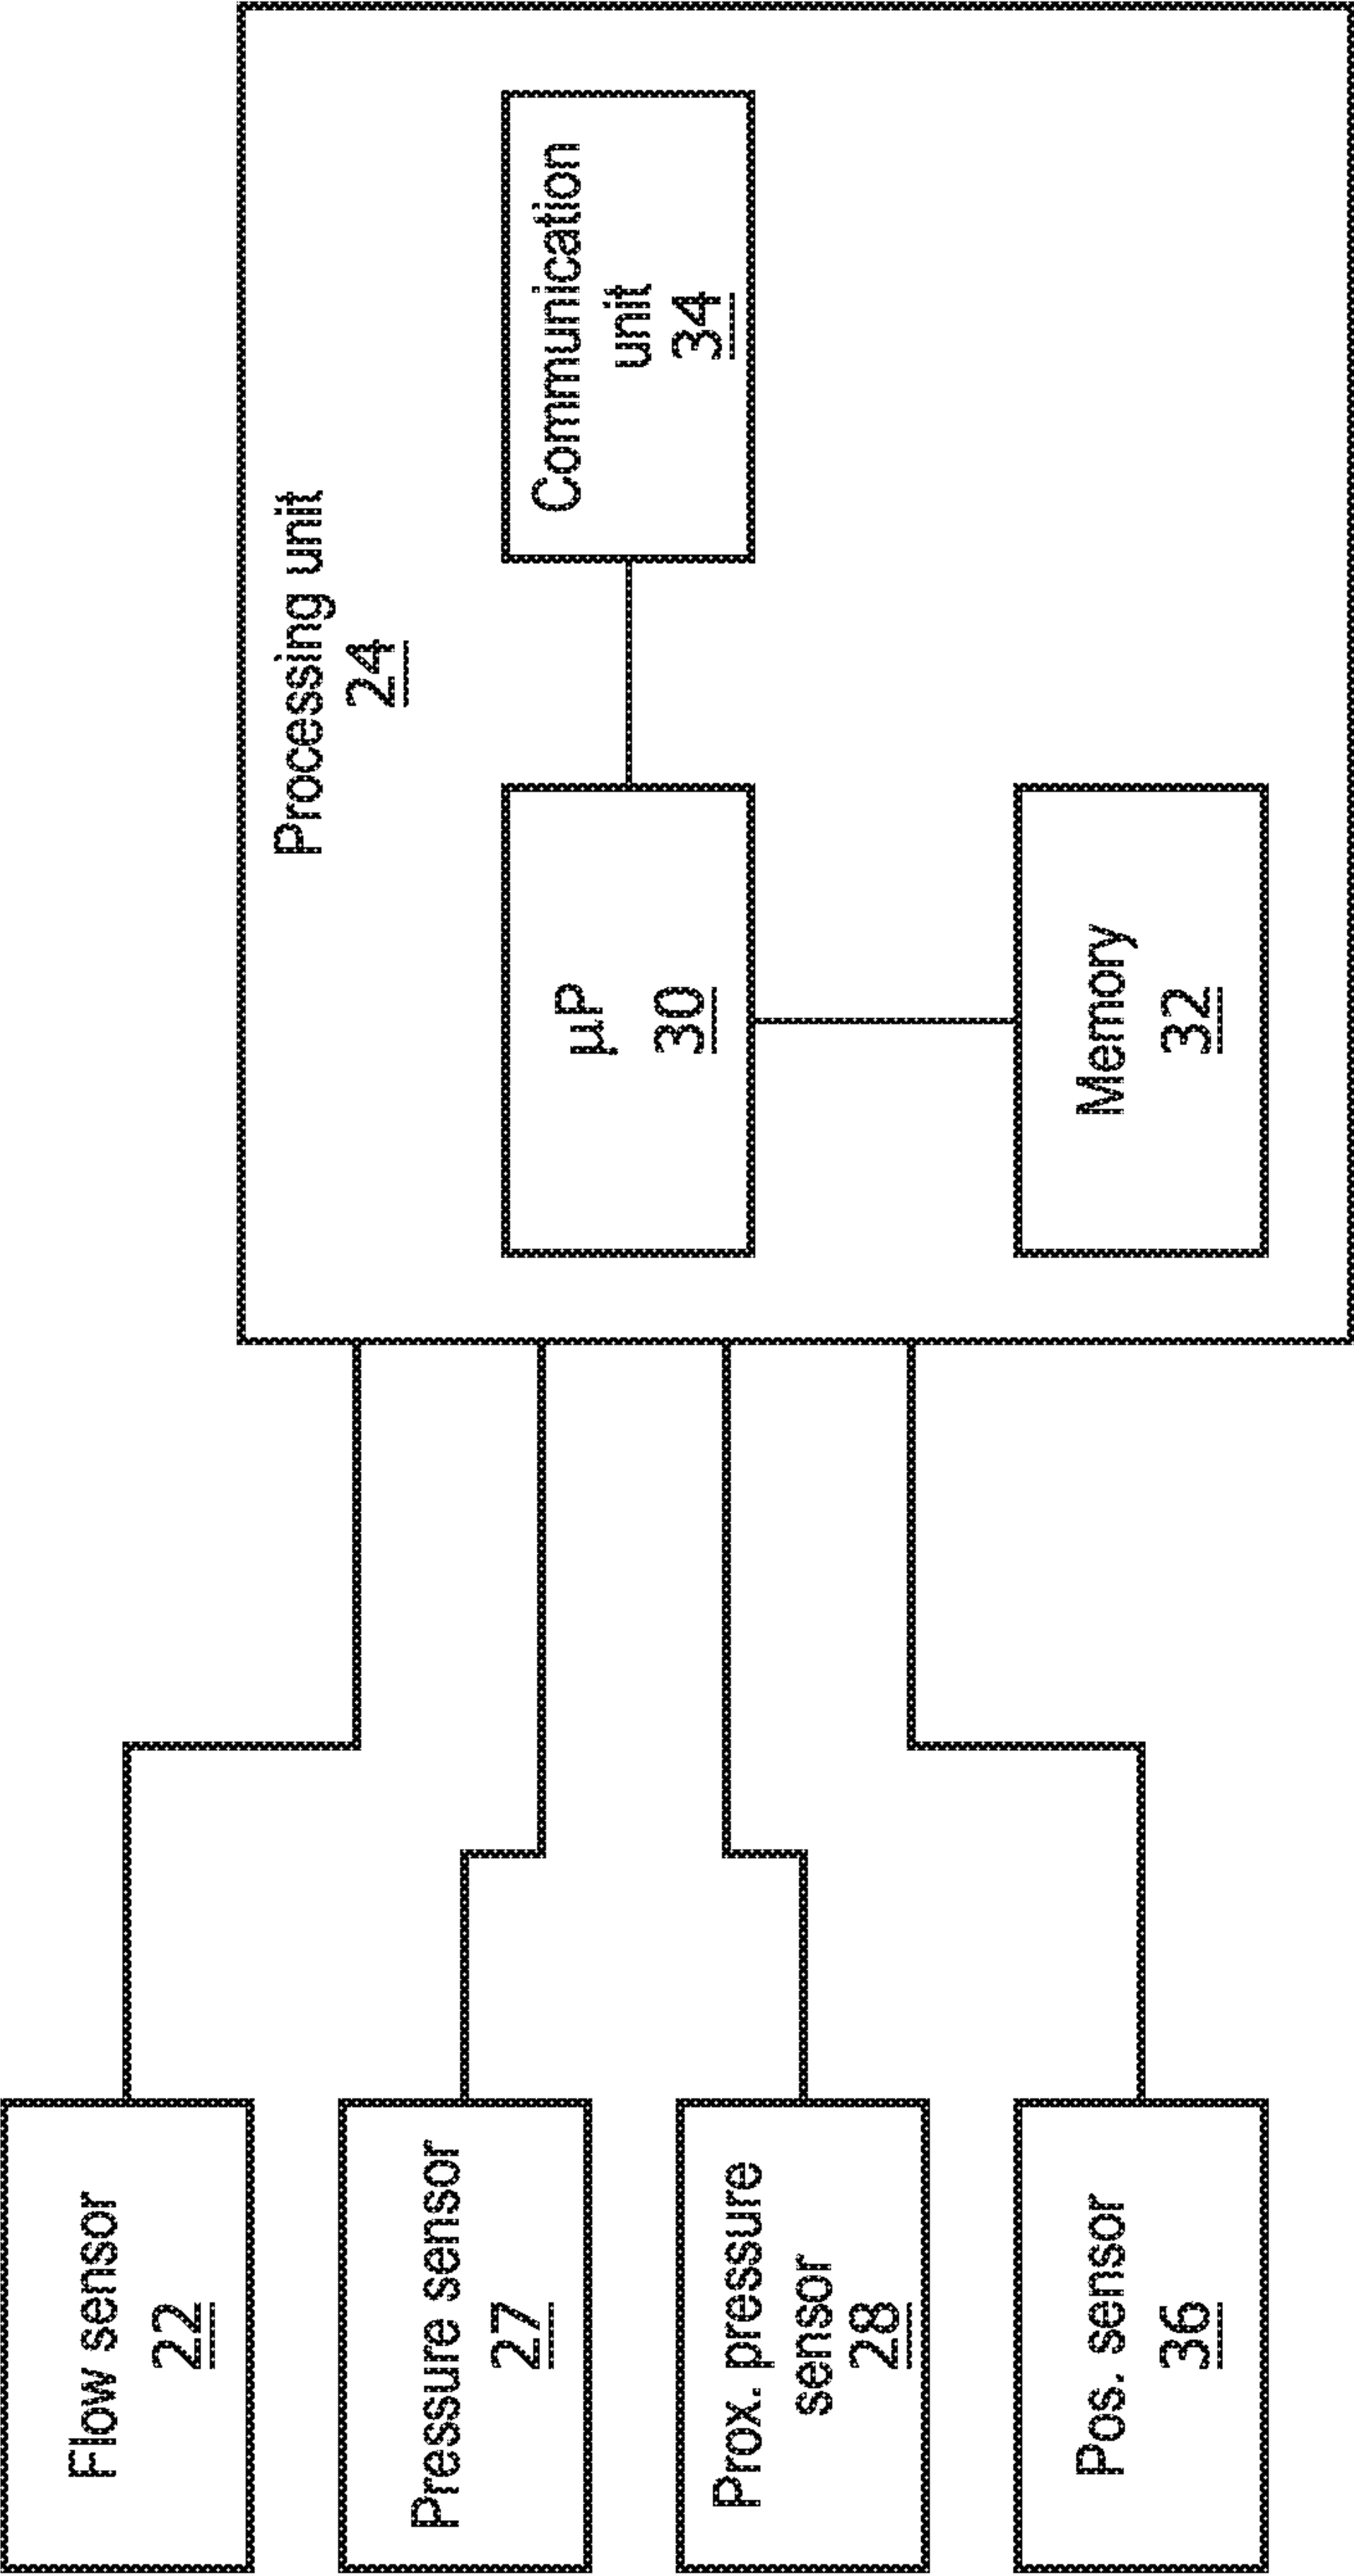 Flow sensor
22
Pressure sensor
27
Prox. pressure
sensor
28
Pos. sensor
36
Processing unit
24
µP
30
Communication
unit
34
Memory
32